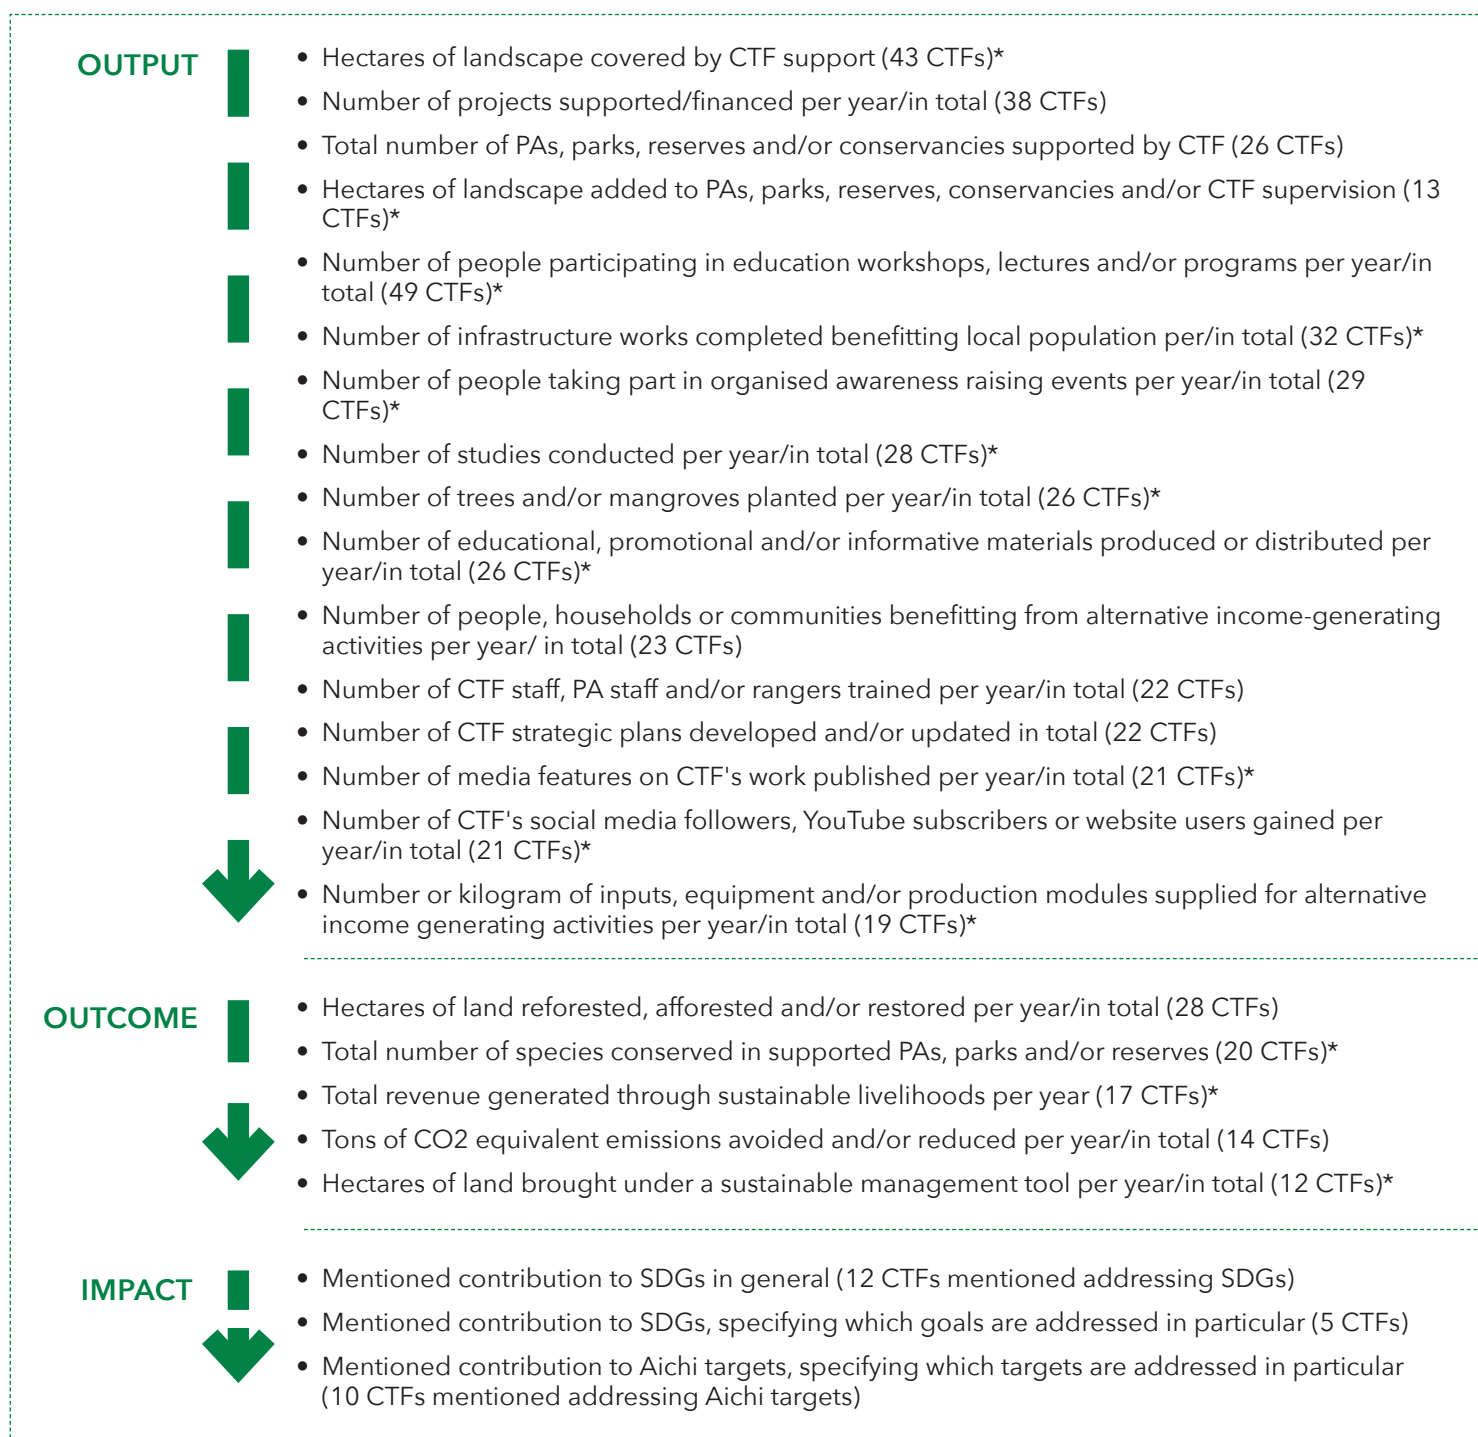 OUTPUT
• Hectares of landscape covered by CTF support (43 CTFs)*
• Number of projects supported/financed per year/in total (38 CTFs)
• Total number of PAs, parks, reserves and/or conservancies supported by CTF (26 CTFs)
• Hectares of landscape added to PAs, parks, reserves, conservancies and/or CTF supervision (13
CTFs)*
• Number of people participating in education workshops, lectures and/or programs per year/in
total (49 CTFs)*
• Number of infrastructure works completed benefitting local population per/in total (32 CTFs)*
• Number of people taking part in organised awareness raising events per year/in total (29
CTFs)*
• Number of studies conducted per year/in total (28 CTFs)*
• Number of trees and/or mangroves planted per year/in total (26 CTFs)*
• Number of educational, promotional and/or informative materials produced or distributed per
year/in total (26 CTFs)*
• Number of people, households or communities benefitting from alternative income-generating
activities per year/ in total (23 CTFs)
• Number of CTF staff, PA staff and/or rangers trained per year/in total (22 CTFs)
• Number of CTF strategic plans developed and/or updated in total (22 CTFs)
• Number of media features on CTF's work published per year/in total (21 CTFs)*
• Number of CTF's social media followers, YouTube subscribers or website users gained per
year/in total (21 CTFs)*
• Number or kilogram of inputs, equipment and/or production modules supplied for alternative
income generating activities per year/in total (19 CTFs)*
OUTCOME
• Hectares of land reforested, afforested and/or restored per year/in total (28 CTFs)
• Total number of species conserved in supported PAs, parks and/or reserves (20 CTFs)*
• Total revenue generated through sustainable livelihoods per year (17 CTFs)*
• Tons of CO2 equivalent emissions avoided and/or reduced per year/in total (14 CTFs)
• Hectares of land brought under a sustainable management tool per year/in total (12 CTFs)*
IMPACT
• Mentioned contribution to SDGs in general (12 CTFs mentioned addressing SDGs)
• Mentioned contribution to SDGs, specifying which goals are addressed in particular (5 CTFs)
• Mentioned contribution to Aichi targets, specifying which targets are addressed in particular
(10 CTFs mentioned addressing Aichi targets)